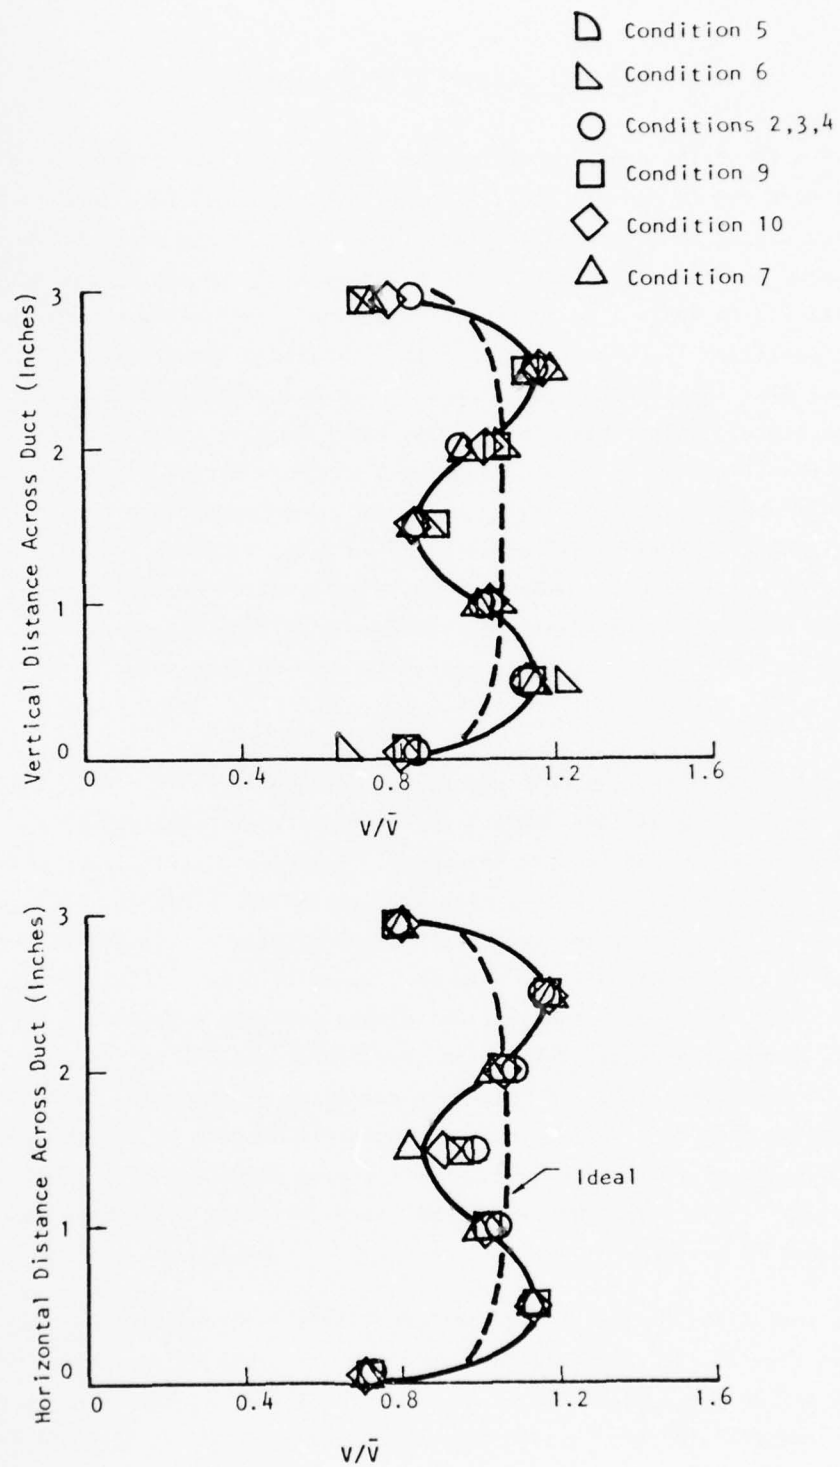 Condition 5
Condition 6
Conditions 2,3,4
Condition 9
Condition 10
Condition 7
Vertical Distance Across Duct (Inches)
3
2
1
0
0 0.4 0.8 1.2 1.6
V/V̄
Horizontal Distance Across Duct (Inches)
3
2
1
0
Ideal
0 0.4 0.8 1.2 1.6
V/V̄